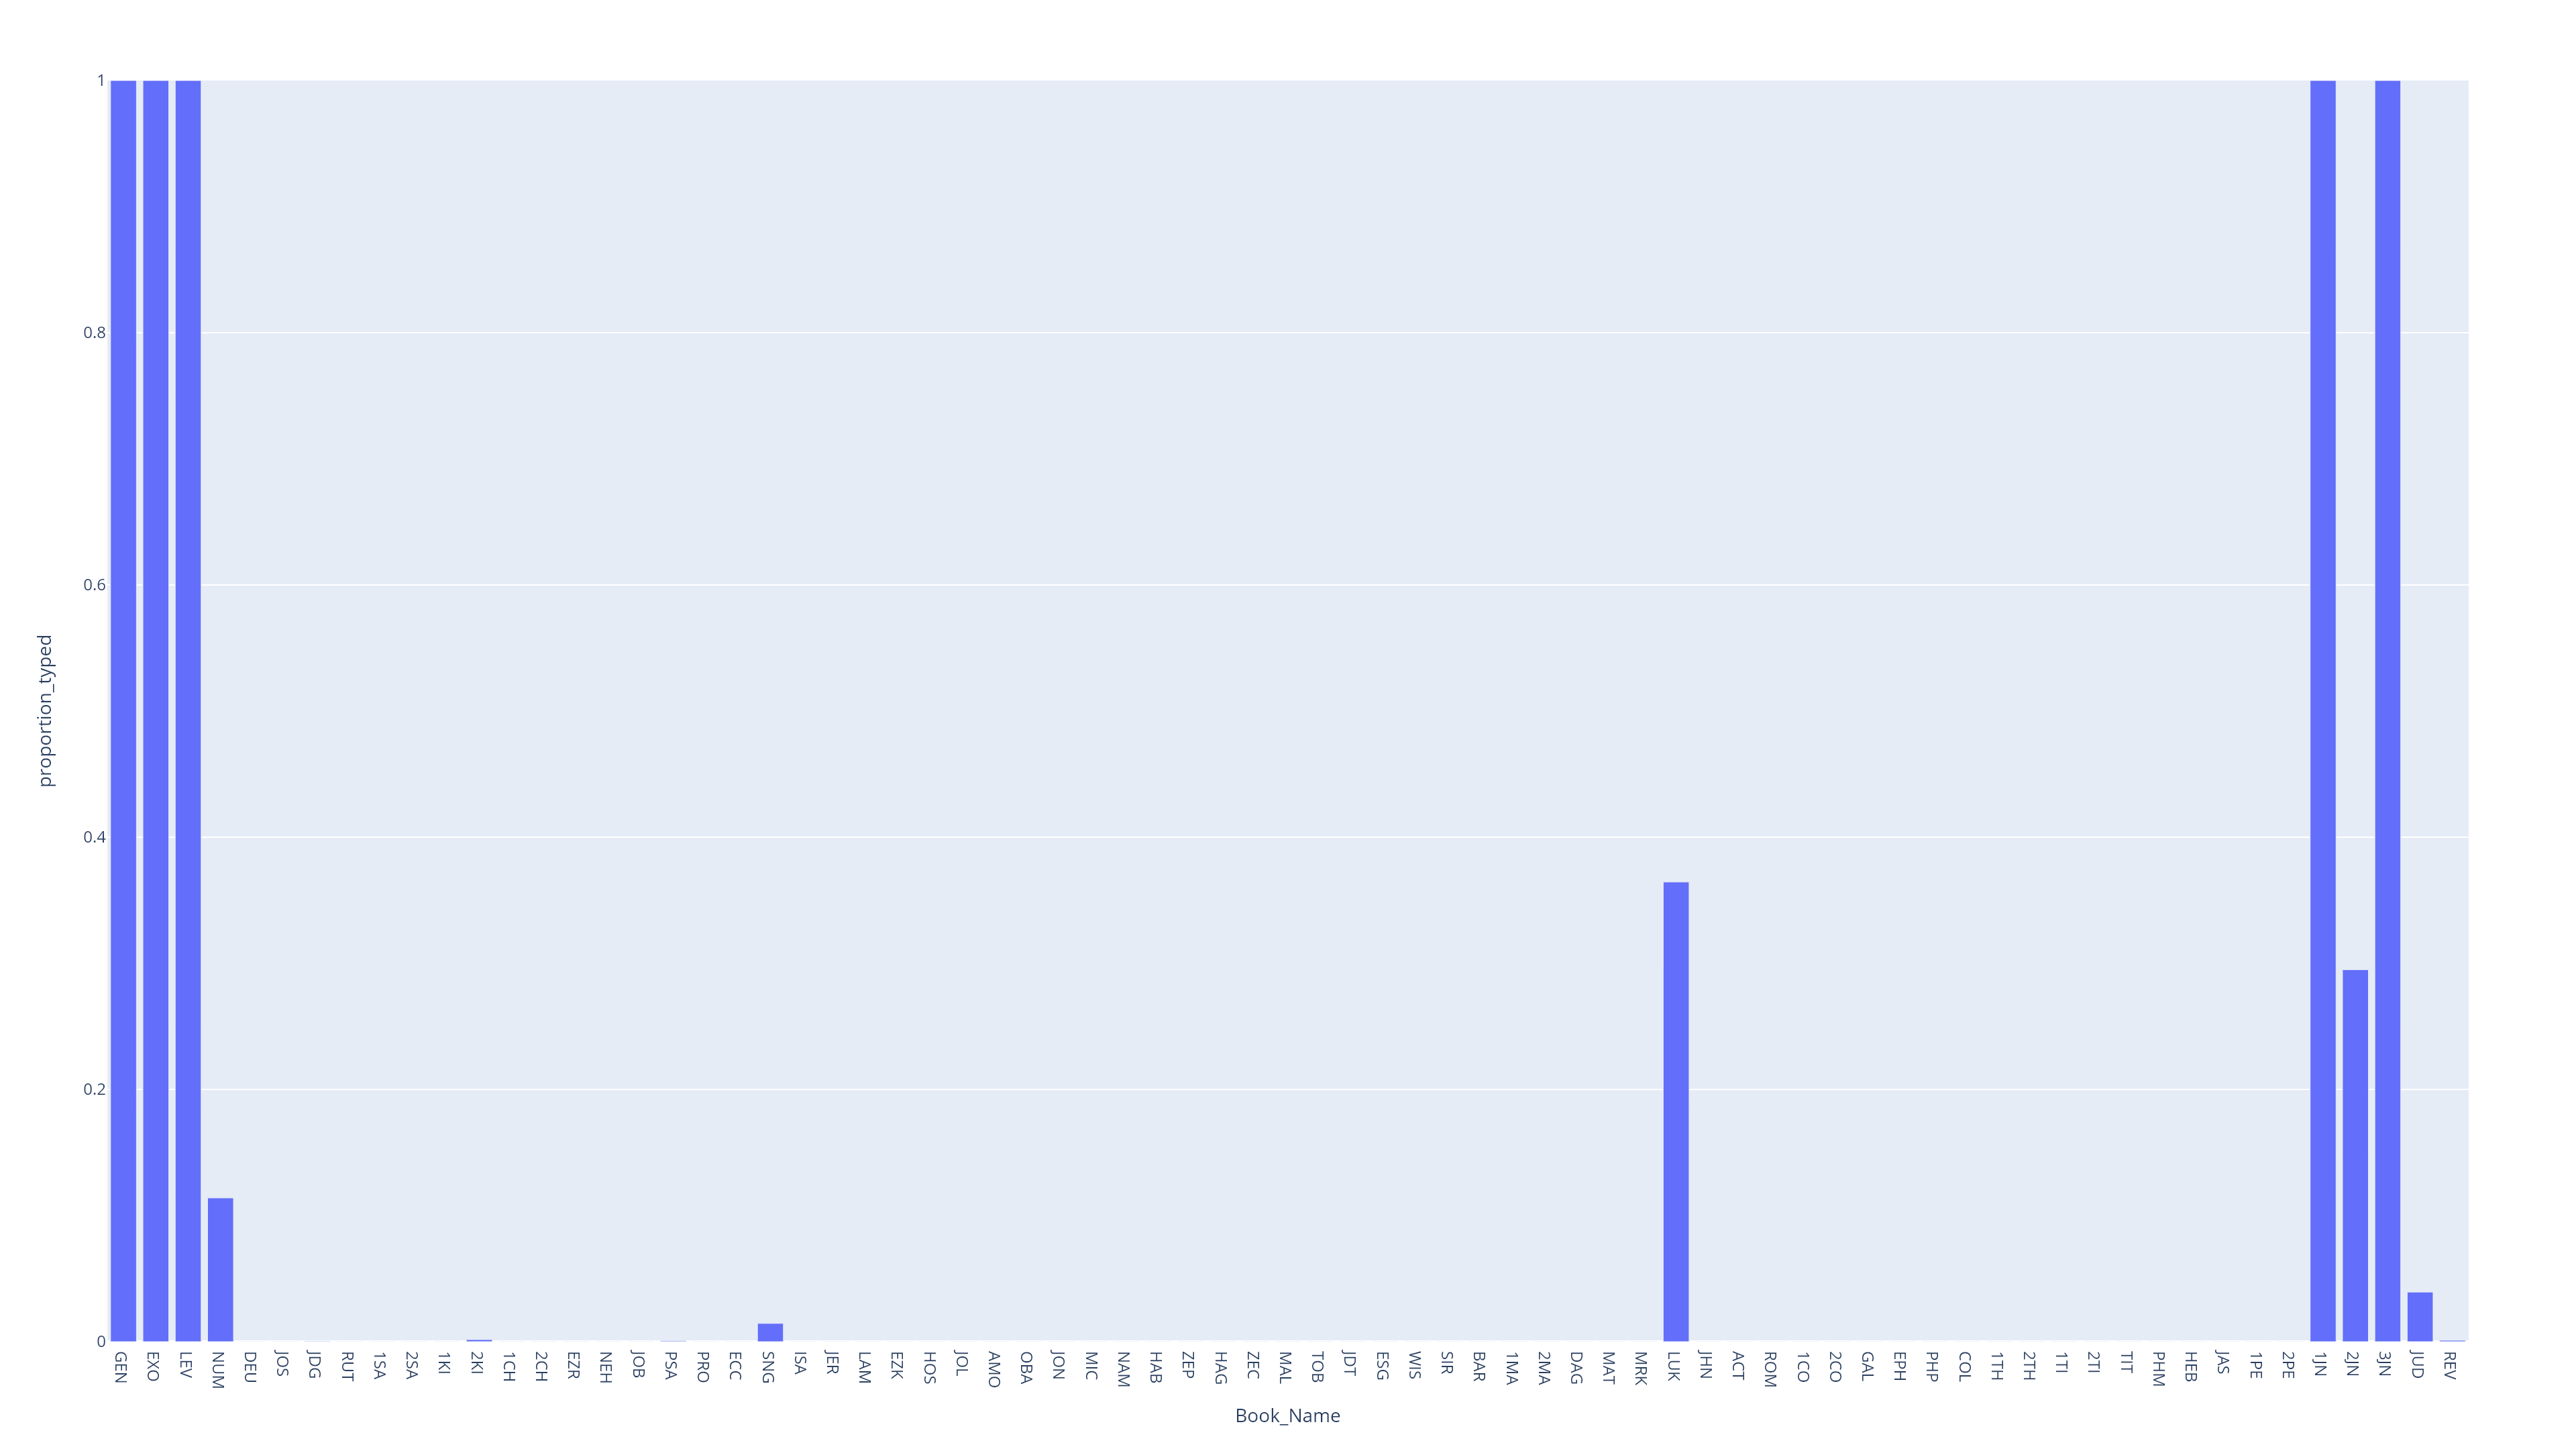 proportion_typed
1
0.8
0.6
0.4
0.2
0
GEN
EXO
LEV
NUM
DEU
JOS
JDG
RUT
1SA
2SA
1KI
2KI
1CH
2CH
EZR
NEH
JOB
PSA
PRO
ECC
SNG
ISA
JER
LAM
EZK
HOS
JOL
AMO
OBA
JON
MIC
NAM
HAB
ZEP
HAG
ZEC
MAL
TOB
JDT
ESG
WIS
SIR
BAR
1MA
2MA
DAG
MAT
MRK
LUK
JHN
ACT
ROM
1CO
2CO
GAL
EPH
PHP
COL
1TH
2TH
1TI
2TI
TIT
PHM
HEB
JAS
1PE
2PE
1JN
2JN
3JN
JUD
REV
Book_Name